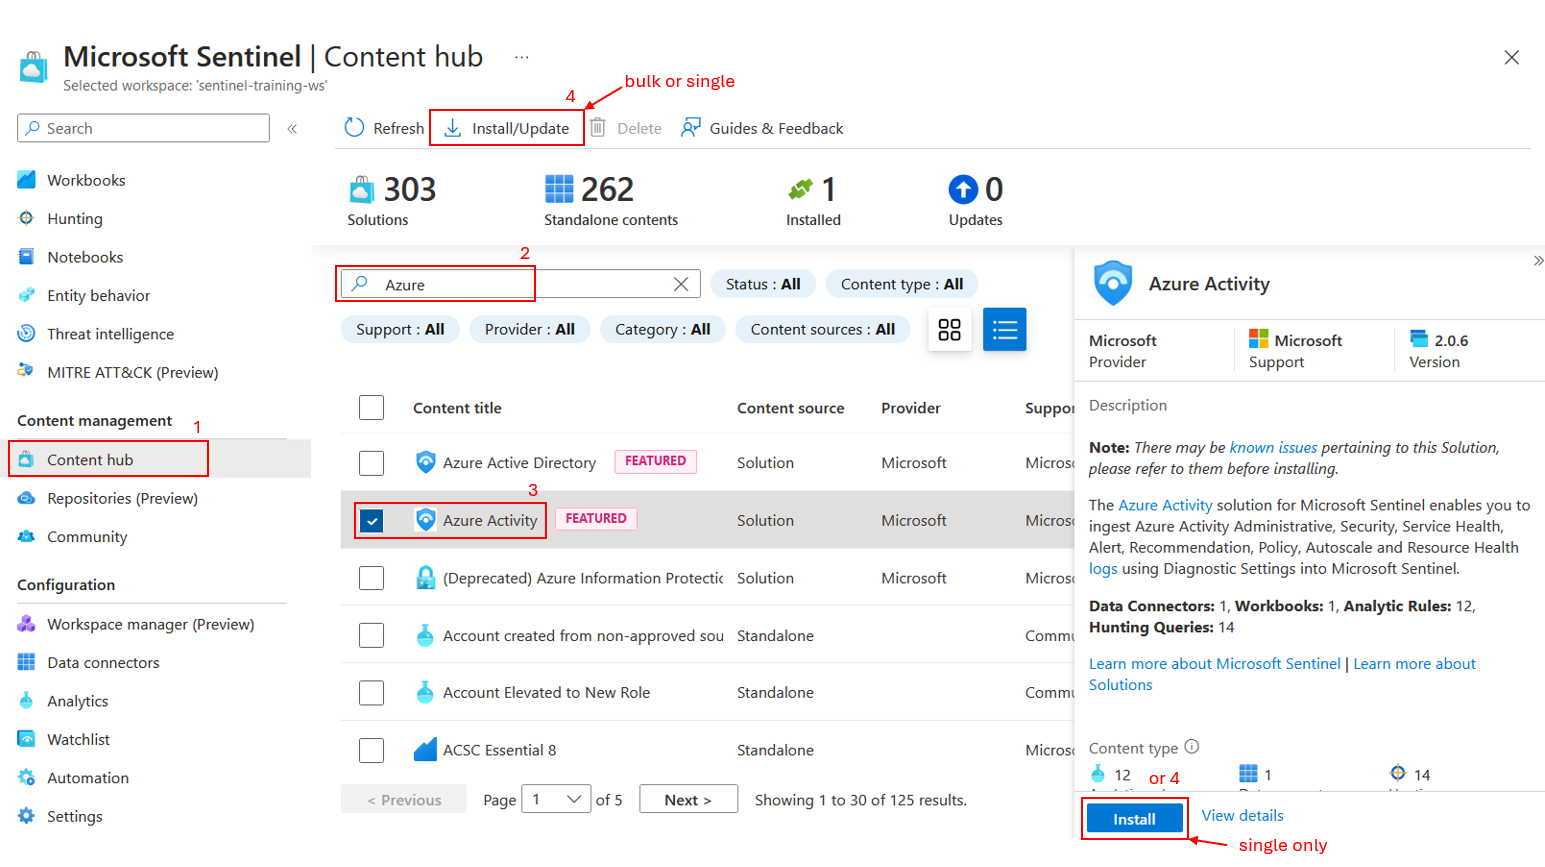 Microsoft Sentinel | Content hub ...
Selected workspace: 'sentinel-training-ws'
bulk or single
4
Search
«
Refresh
Install/Update
Delete
Guides & Feedback
Workbooks
Hunting
Notebooks
Entity behavior
Threat intelligence
MITRE ATT&CK (Preview)
Content management
1
Content hub
Repositories (Preview)
Community
Configuration
Workspace manager (Preview)
Data connectors
Analytics
Watchlist
Automation
Settings
303
Solutions
262
Standalone contents
1
Installed
0
Updates
2
Azure
Status : All
Content type : All
Support : All
Provider : All
Category : All
Content sources : All
Content title Content source Provider Suppor
Azure Active Directory FEATURED Solution Microsoft Micros
3
Azure Activity FEATURED Solution Microsoft Micros
(Deprecated) Azure Information Protectic Solution Microsoft Micros
Account created from non-approved sou Standalone Commu
Account Elevated to New Role Standalone Commu
ACSC Essential 8 Standalone Micros
< Previous Page 1 of 5 Next > Showing 1 to 30 of 125 results.
»
Azure Activity
Microsoft
Provider
Microsoft
Support
2.0.6
Version
Description
Note: There may be known issues pertaining to this Solution,
please refer to them before installing.
The Azure Activity solution for Microsoft Sentinel enables you to
ingest Azure Activity Administrative, Security, Service Health,
Alert, Recommendation, Policy, Autoscale and Resource Health
logs using Diagnostic Settings into Microsoft Sentinel.
Data Connectors: 1, Workbooks: 1, Analytic Rules: 12,
Hunting Queries: 14
Learn more about Microsoft Sentinel | Learn more about
Solutions
Content type
12
or 4
1
14
Install
View details
single only